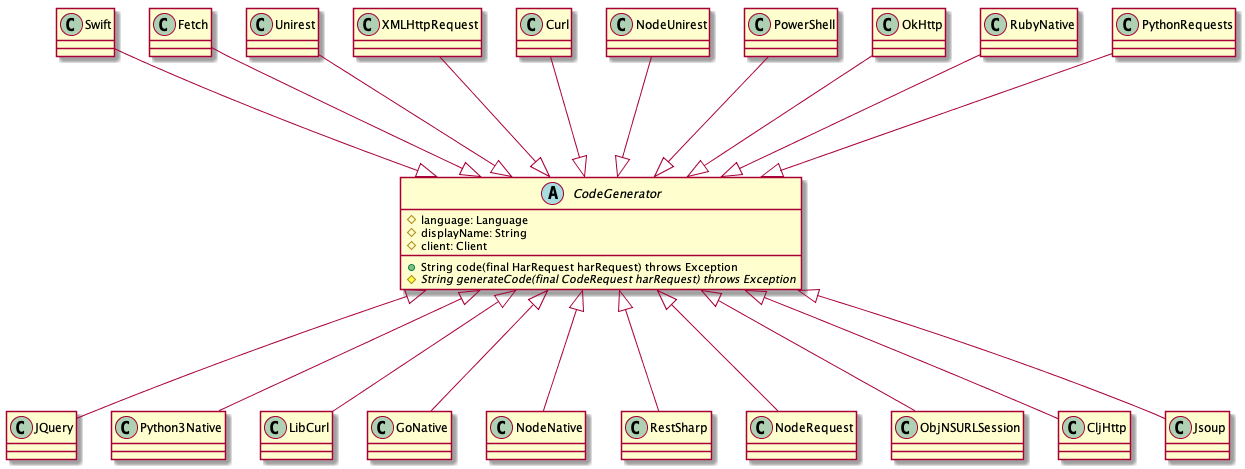 C Swift
C Fetch
C Unirest
C XMLHttpRequest
C Curl
C NodeUnirest
C PowerShell
C OkHttp
C RubyNative
C PythonRequests
A CodeGenerator
language: Language
displayName: String
client: Client
String code(final HarRequest harRequest) throws Exception
String generateCode(final CodeRequest harRequest) throws Exception
C JQuery
C Python3Native
C LibCurl
C GoNative
C NodeNative
C RestSharp
C NodeRequest
C ObjNSURLSession
C CljHttp
C Jsoup